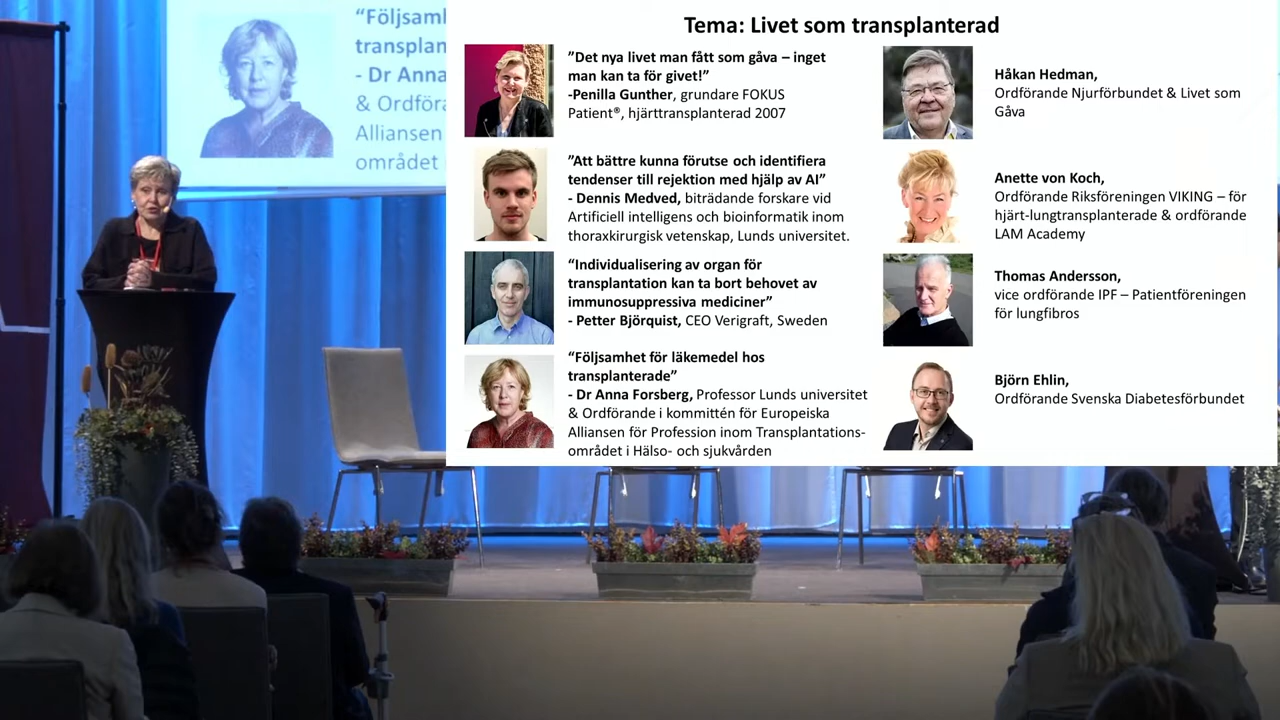 “Följsamh
transplan
- Dr Anna
& Ordföra
Alliansen
området i
Tema: Livet som transplanterad
”Det nya livet man fått som gåva – inget
man kan ta för givet!”
-Penilla Gunther, grundare FOKUS
Patient®, hjärttransplanterad 2007
”Att bättre kunna förutse och identifiera
tendenser till rejektion med hjälp av AI”
- Dennis Medved, biträdande forskare vid
Artificiell intelligens och bioinformatik inom
thoraxkirurgisk vetenskap, Lunds universitet.
“Individualisering av organ för
transplantation kan ta bort behovet av
immunosuppressiva mediciner”
- Petter Björquist, CEO Verigraft, Sweden
“Följsamhet för läkemedel hos
transplanterade”
- Dr Anna Forsberg, Professor Lunds universitet
& Ordförande i kommittén för Europeiska
Alliansen för Profession inom Transplantations-
området i Hälso- och sjukvården
Håkan Hedman,
Ordförande Njurförbundet & Livet som
Gåva
Anette von Koch,
Ordförande Riksföreningen VIKING – för
hjärt-lungtransplanterade & ordförande
LAM Academy
Thomas Andersson,
vice ordförande IPF – Patientföreningen
för lungfibros
Björn Ehlin,
Ordförande Svenska Diabetesförbundet